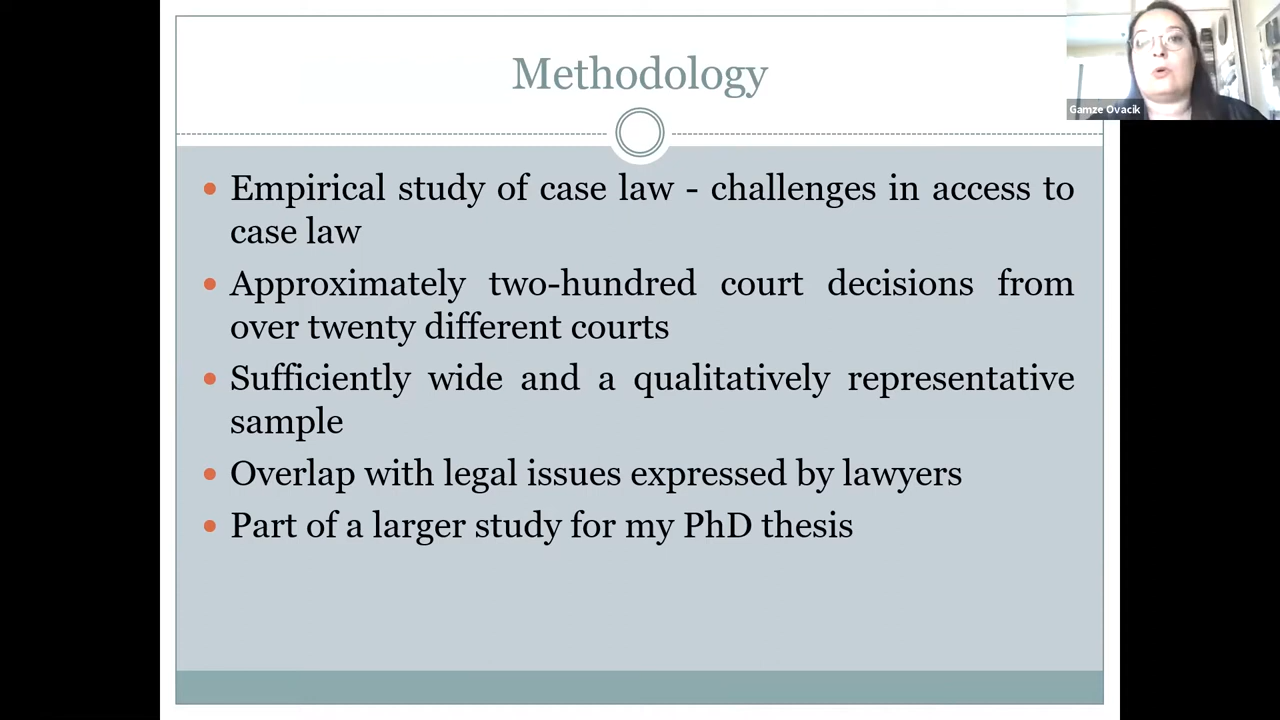 Methodology
Gamze Ovacik
• Empirical study of case law - challenges in access to
case law
• Approximately two-hundred court decisions from
over twenty different courts
• Sufficiently wide and a qualitatively representative
sample
• Overlap with legal issues expressed by lawyers
• Part of a larger study for my PhD thesis